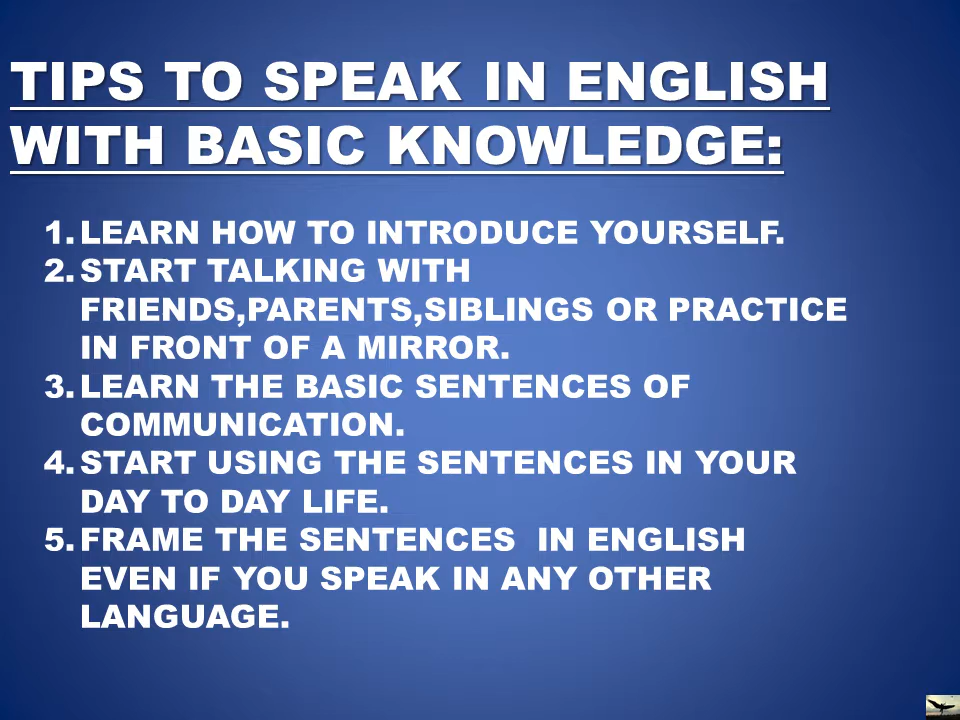 TIPS TO SPEAK IN ENGLISH
WITH BASIC KNOWLEDGE:
1. LEARN HOW TO INTRODUCE YOURSELF.
2. START TALKING WITH
FRIENDS,PARENTS,SIBLINGS OR PRACTICE
IN FRONT OF A MIRROR.
3. LEARN THE BASIC SENTENCES OF
COMMUNICATION.
4. START USING THE SENTENCES IN YOUR
DAY TO DAY LIFE.
5. FRAME THE SENTENCES  IN ENGLISH
EVEN IF YOU SPEAK IN ANY OTHER
LANGUAGE.